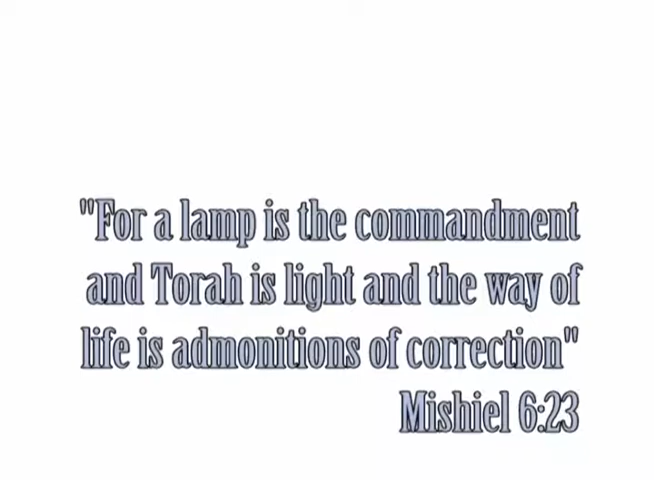 "For a lamp is the commandment
and Torah is light and the way of
life is admonitions of correction"
Mishiel 6:23